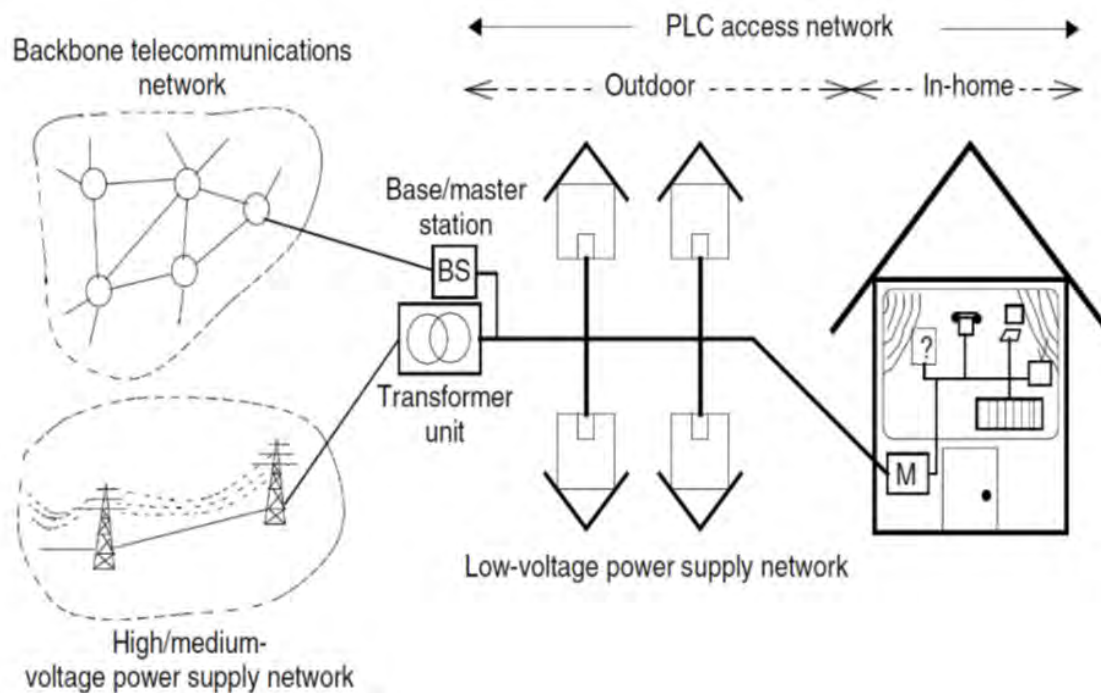 PLC access network
Backbone telecommunications
network
Outdoor
In-home
Base/master
station
BS
?
Transformer
unit
M
Low-voltage power supply network
High/medium-
voltage power supply network